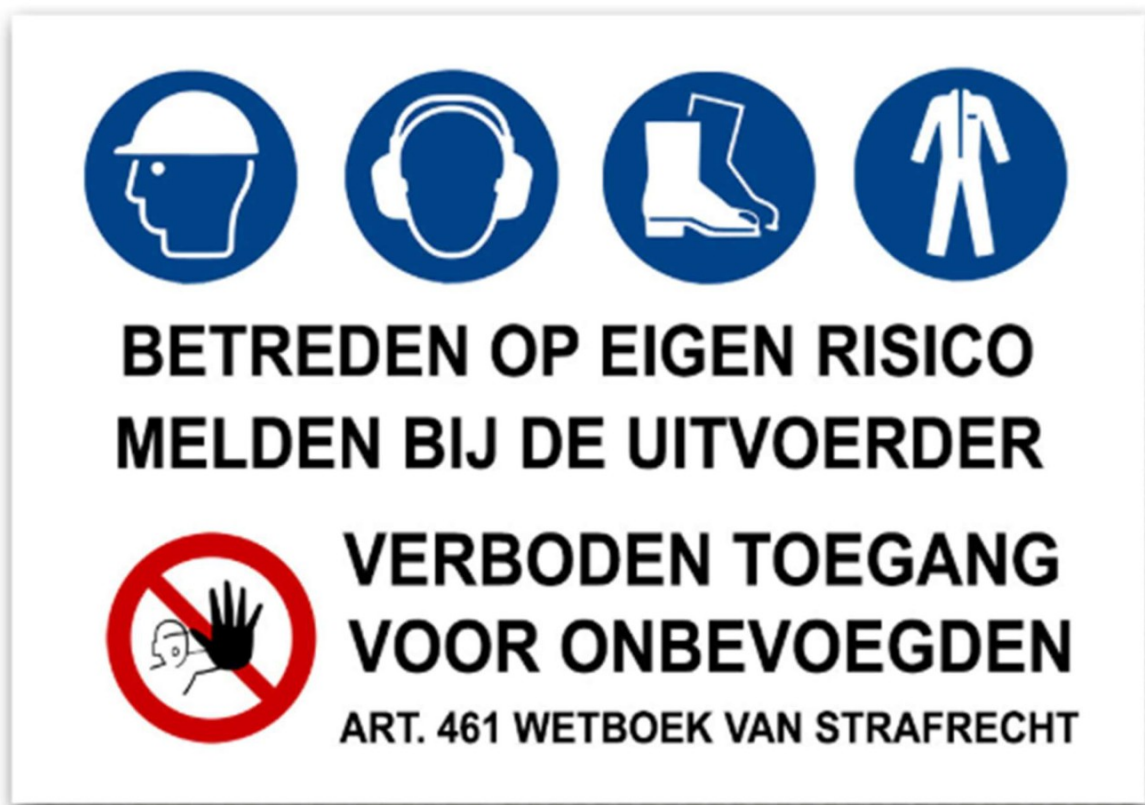 BETREDEN OP EIGEN RISICO
MELDEN BIJ DE UITVOERDER
VERBODEN TOEGANG
VOOR ONBEVOEGDEN
ART. 461 WETBOEK VAN STRAFRECHT